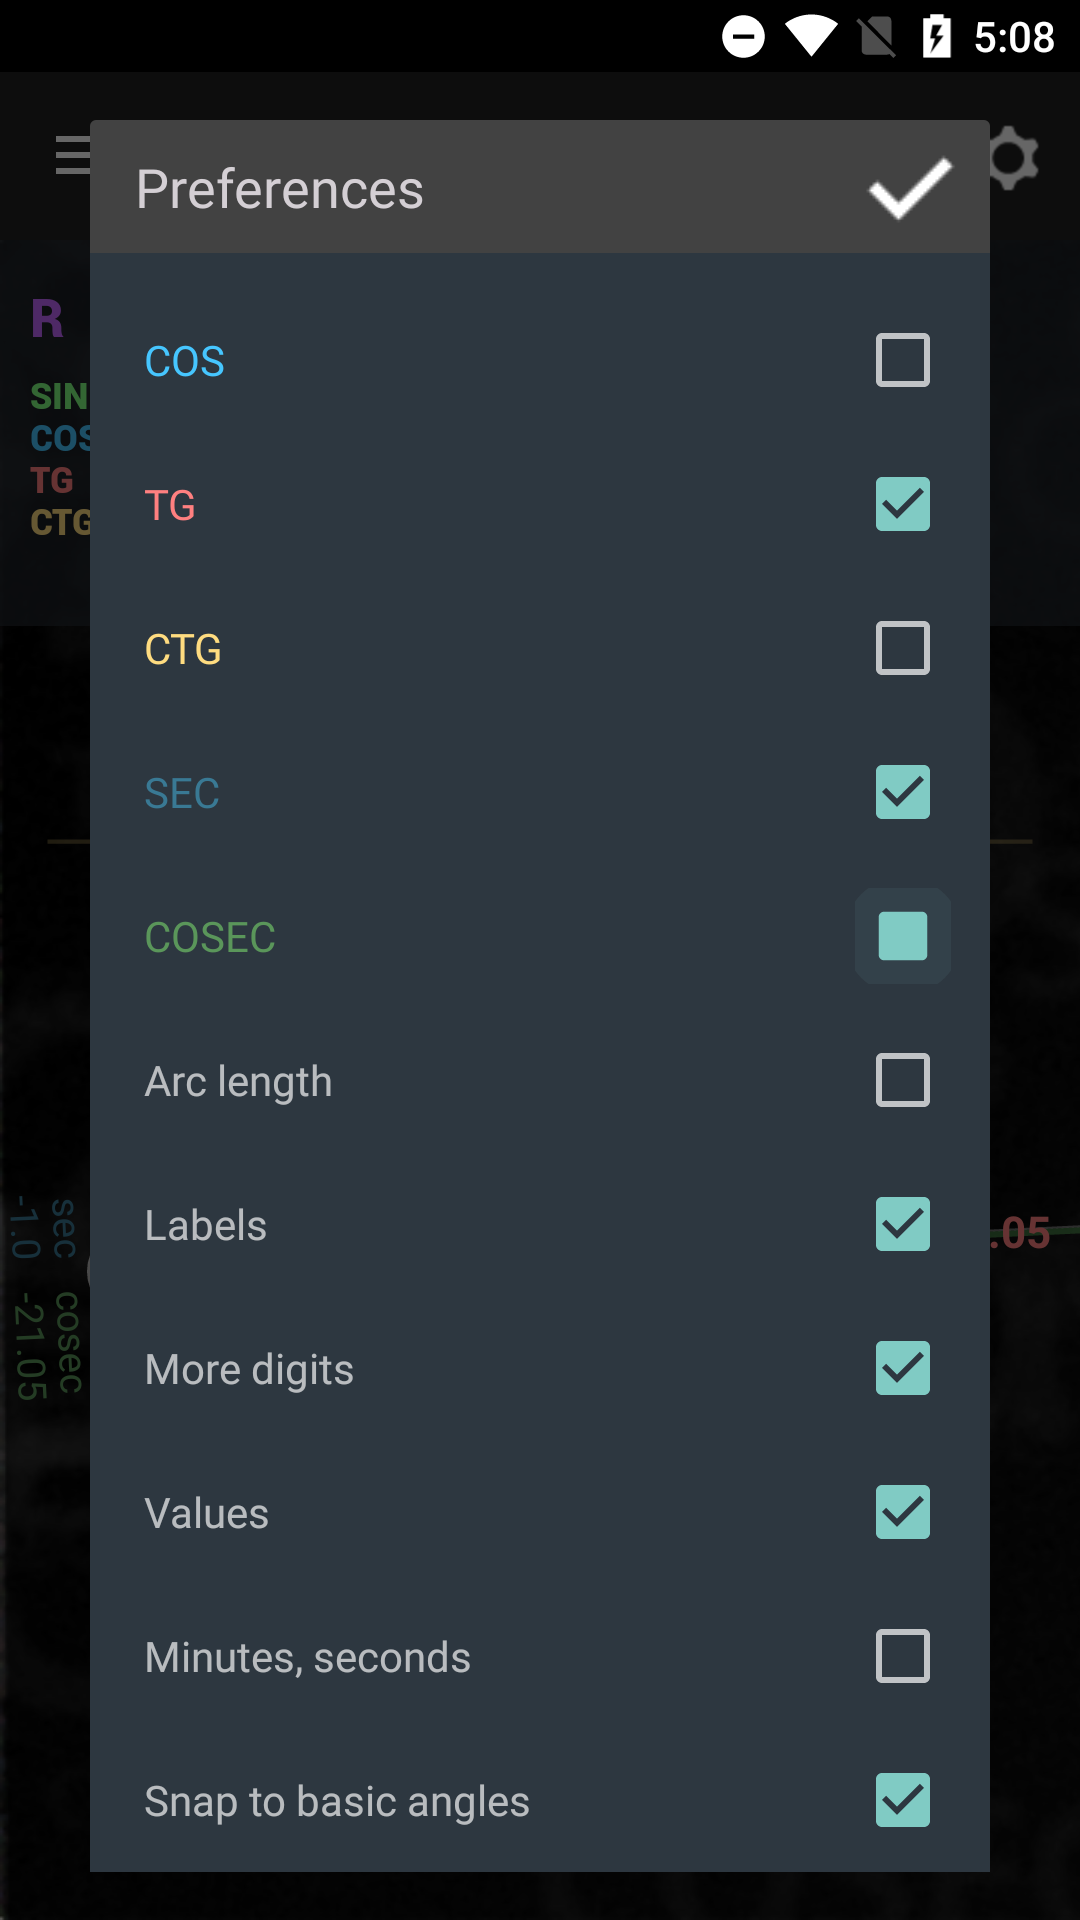 5:08
Preferences
R
SIN
COS
TG
CTG
COS
TG
CTG
SEC
COSEC
Arc length
Labels
More digits
Values
Minutes, seconds
Snap to basic angles
sec
-1.0
cosec
-21.05
.05